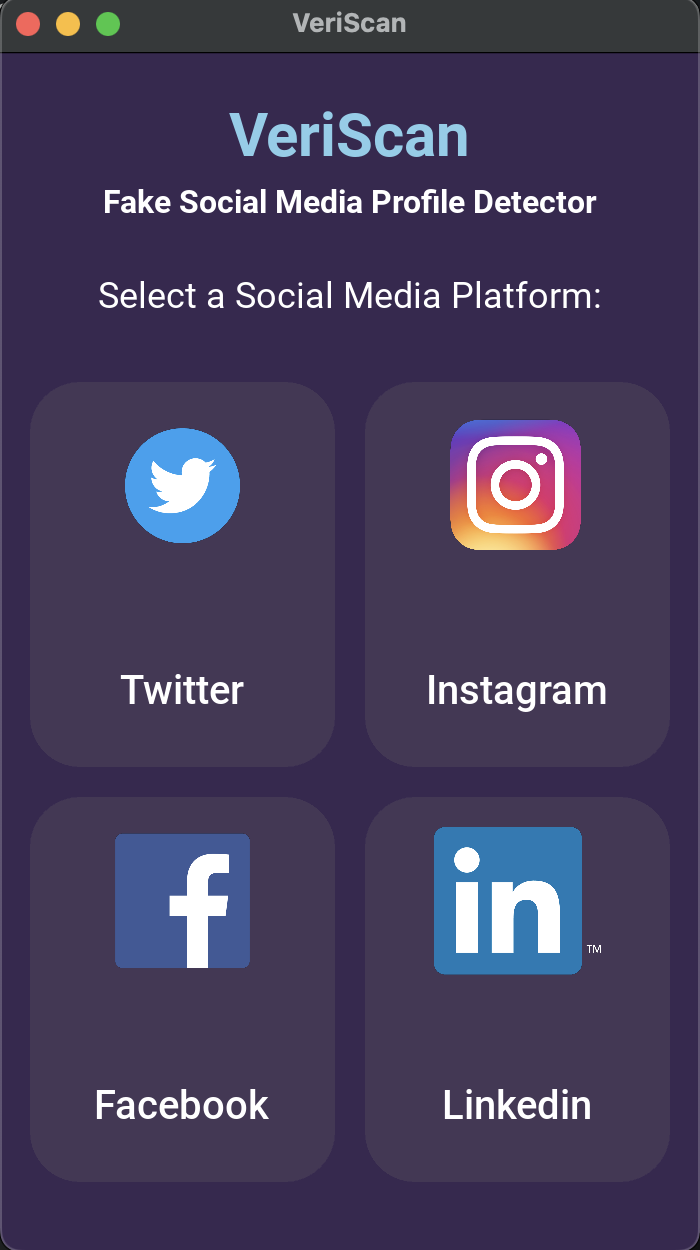 VeriScan
VeriScan
Fake Social Media Profile Detector
Select a Social Media Platform:
Twitter
Instagram
f
in
TM
Facebook
Linkedin